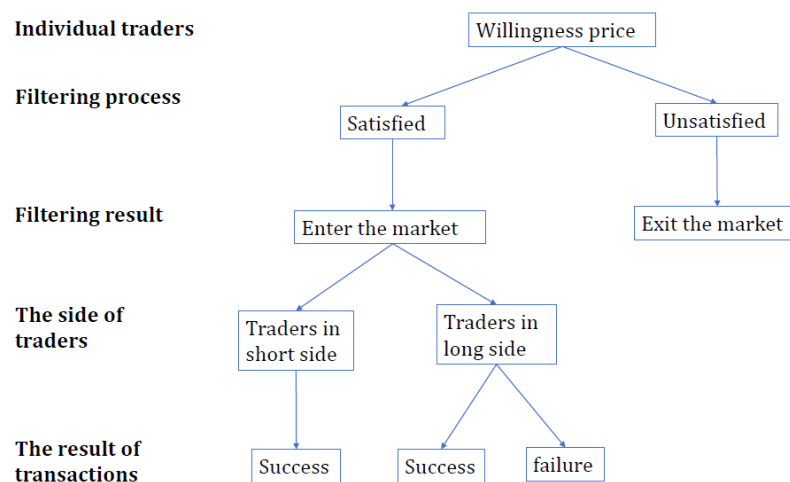 Individual traders
Willingness price
Filtering process
Satisfied
Unsatisfied
Filtering result
Enter the market
Exit the market
The side of
traders
Traders in
short side
Traders in
long side
The result of
transactions
Success
Success
failure